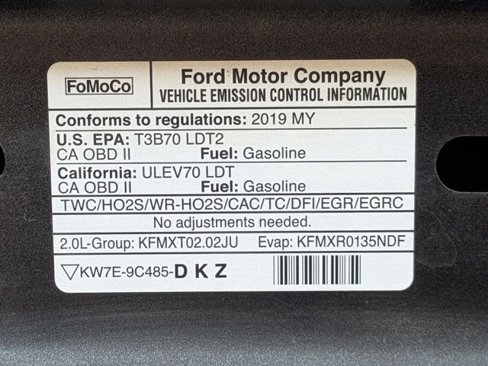 FoMoCo
Ford Motor Company
VEHICLE EMISSION CONTROL INFORMATION
Conforms to regulations: 2019 MY
U.S. EPA: T3B70 LDT2
CA OBD II Fuel: Gasoline
California: ULEV70 LDT
CA OBD II Fuel: Gasoline
TWC/HO2S/WR-HO2S/CAC/TC/DFI/EGR/EGRC
No adjustments needed.
2.0L-Group: KFMXT02.02JU Evap: KFMXR0135NDF
▽KW7E-9C485-D K Z